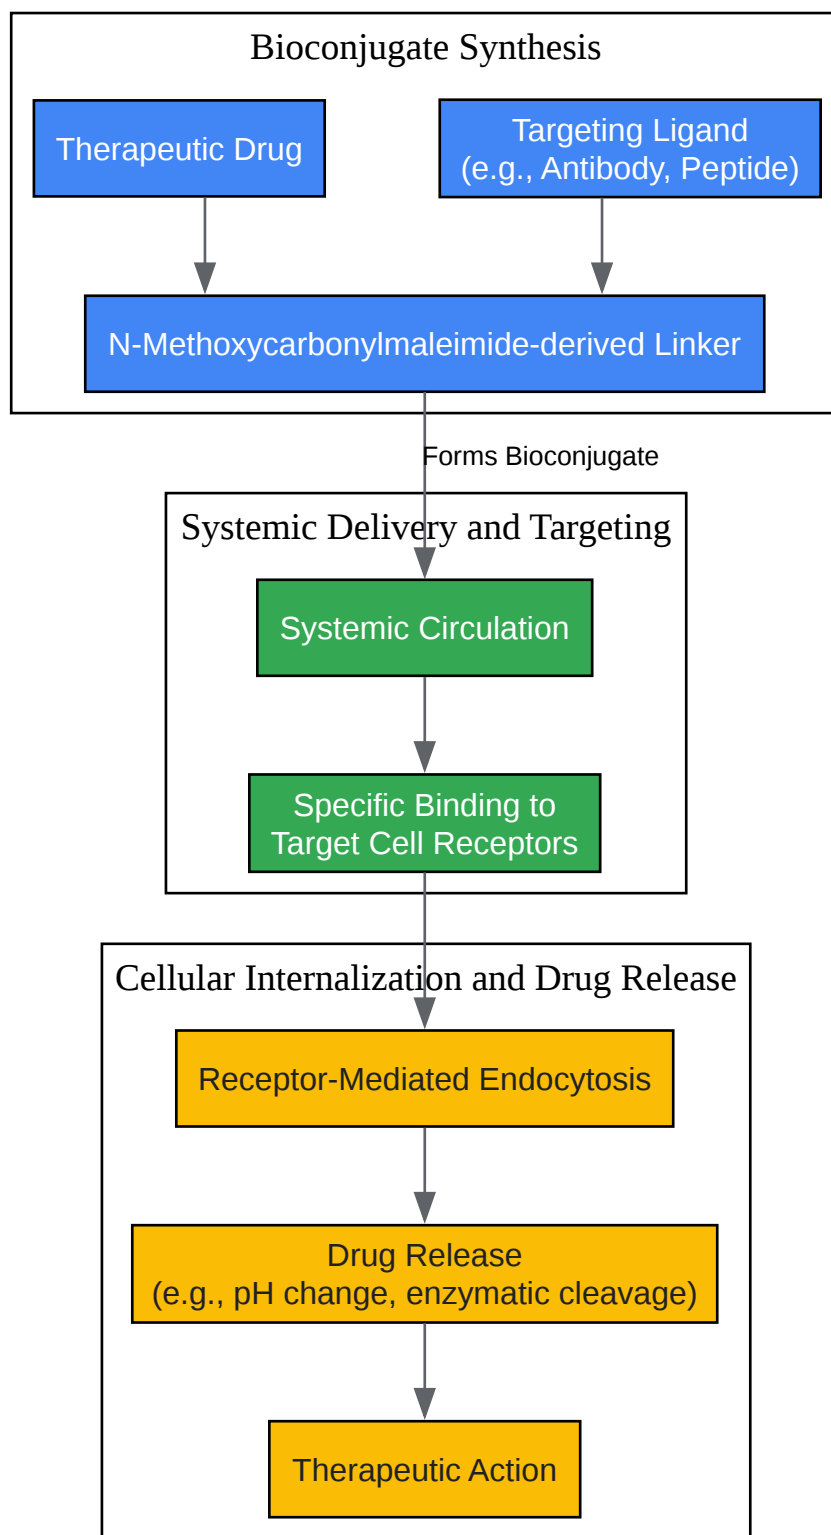 Bioconjugate Synthesis
Therapeutic Drug
Targeting Ligand
(e.g., Antibody, Peptide)
N-Methoxycarbonylmaleimide-derived Linker
Forms Bioconjugate
Systemic Delivery and Targeting
Systemic Circulation
Specific Binding to
Target Cell Receptors
Cellular Internalization and Drug Release
Receptor-Mediated Endocytosis
Drug Release
(e.g., pH change, enzymatic cleavage)
Therapeutic Action